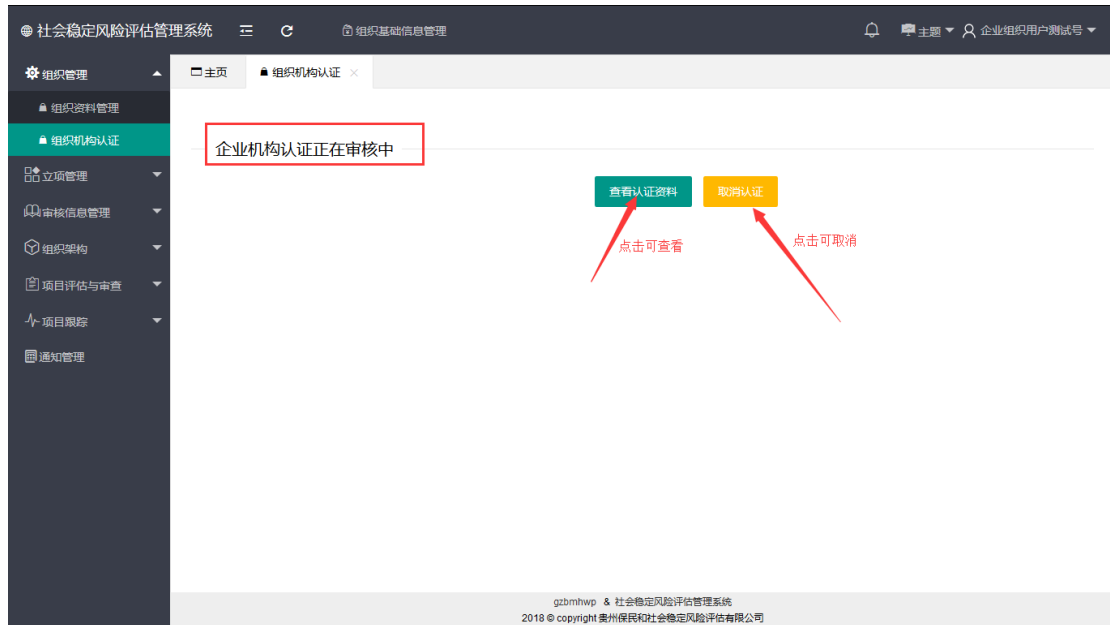 社会稳定风险评估管理系统
组织基础信息管理
主题
企业组织用户测试号
组织管理
主页
组织机构认证
组织资料管理
组织机构认证
企业机构认证正在审核中
立项管理
查看认证资料
取消认证
审核信息管理
点击可查看
点击可取消
组织架构
项目评估与审查
项目跟踪
通知管理
gzbmhwp & 社会稳定风险评估管理系统
2018 © copyright 贵州保民和社会稳定风险评估有限公司